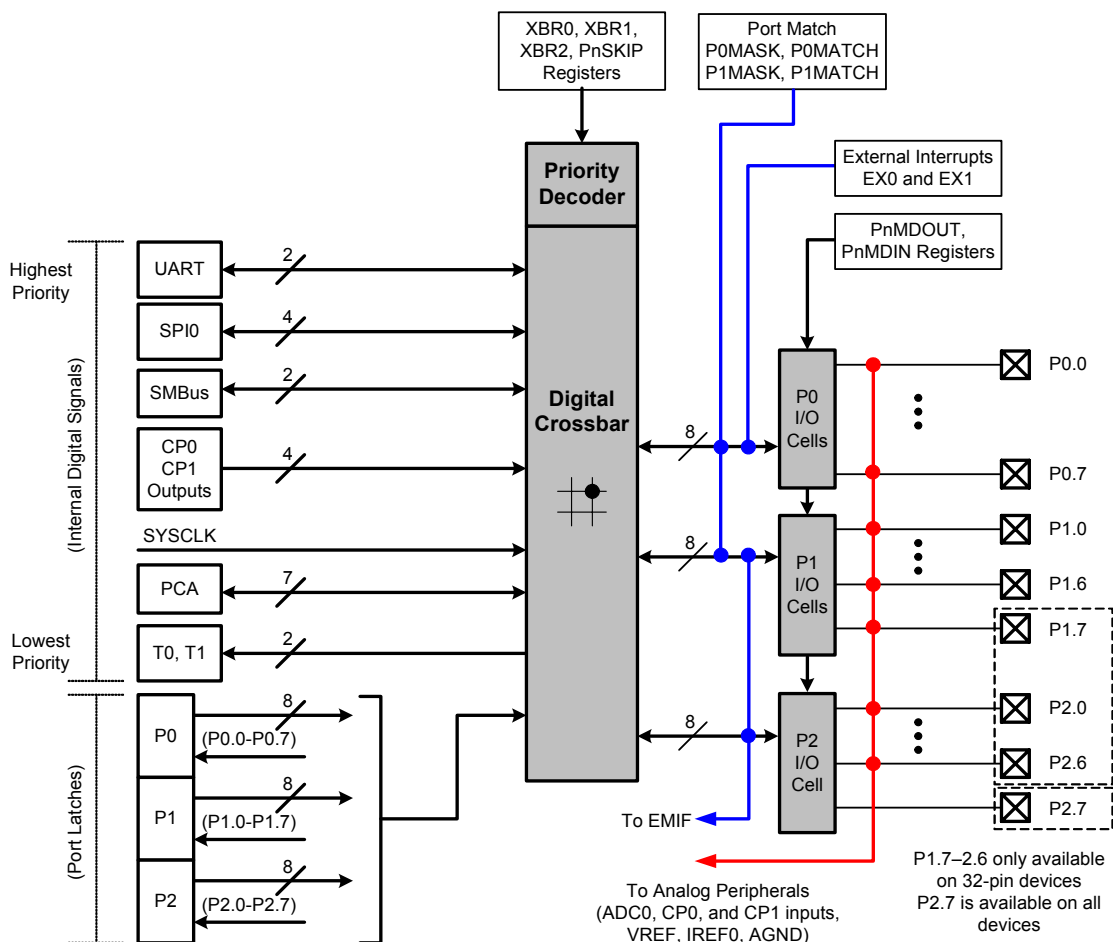 XBR0, XBR1,
XBR2, PnSKIP
Registers
Port Match
P0MASK, P0MATCH
P1MASK, P1MATCH
External Interrupts
EX0 and EX1
Priority
Decoder
PnMDOUT,
PnMDIN Registers
Highest
Priority
(Internal Digital Signals)
Lowest
Priority
UART
2
SPI0
4
SMBus
2
CP0
CP1
Outputs
4
SYSCLK
PCA
7
T0, T1
2
Digital
Crossbar
8
8
8
P0
I/O
Cells
P1
I/O
Cells
P2
I/O
Cell
P0.0
P0.7
P1.0
P1.6
P1.7
P2.0
P2.6
P2.7
(Port Latches)
P0
8
(P0.0-P0.7)
P1
8
(P1.0-P1.7)
P2
8
(P2.0-P2.7)
To EMIF
To Analog Peripherals
(ADC0, CP0, and CP1 inputs,
VREF, IREF0, AGND)
P1.7–2.6 only available
on 32-pin devices
P2.7 is available on all
devices